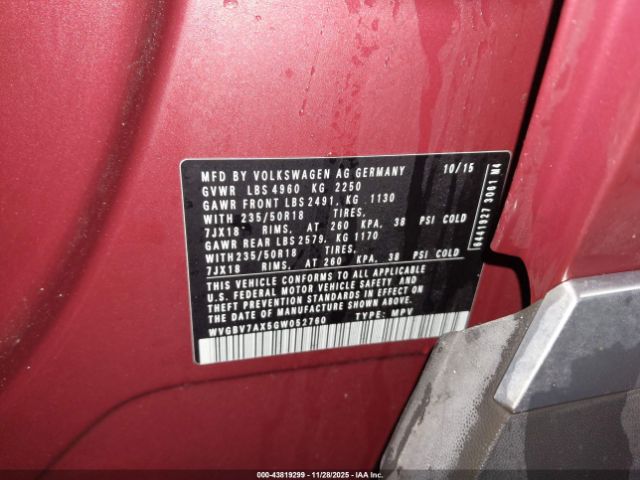 MFD BY VOLKSWAGEN AG GERMANY 10/15
GVWR LBS 4960 KG 2250
GAWR FRONT LBS 2491, KG 1130
WITH 235/50R18 TIRES,
7JX18 RIMS, AT 260 KPA, 38 PSI COLD
GAWR REAR LBS 2579, KG 1170
WITH 235/50R18 TIRES,
7JX18 RIMS, AT 260 KPA, 38 PSI COLD
THIS VEHICLE CONFORMS TO ALL APPLICABLE
U.S. FEDERAL MOTOR VEHICLE SAFETY AND
THEFT PREVENTION STANDARDS IN EFFECT ON
THE DATE OF MANUFACTURE SHOWN ABOVE.
WVGBV7AX5GW052760 TYPE: MPV
3061 M4
000-43819299 | 11/28/2025 | IAA Inc.